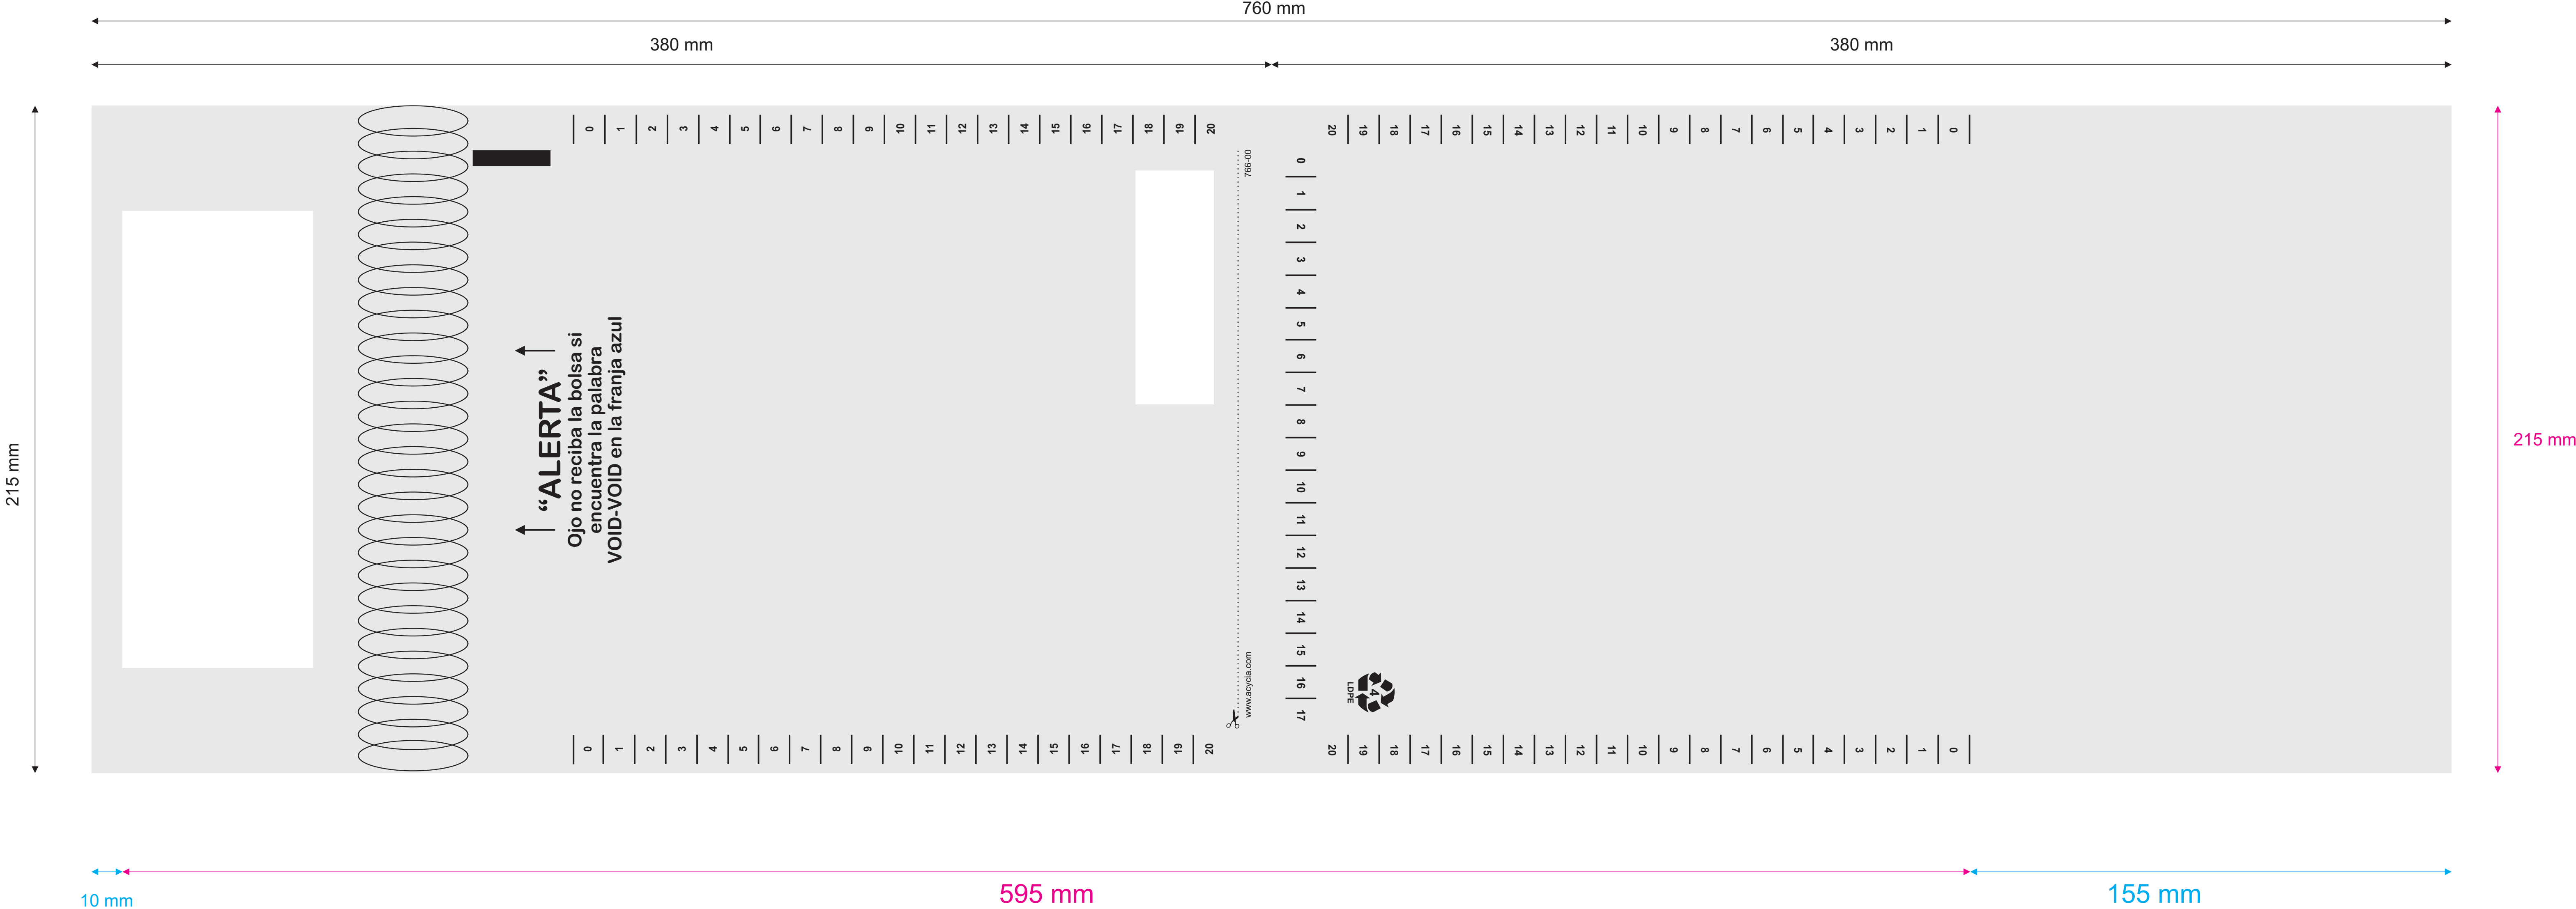 760 mm
380 mm
380 mm
0 1 2 3 4 5 6 7 8 9 10 11 12 13 14 15 16 17 18 19 20
20 19 18 17 16 15 14 13 12 11 10 9 8 7 6 5 4 3 2 1 0
215 mm
“ALERTA”
Ojo no reciba la bolsa si
encuentra la palabra
VOID-VOID en la franja azul
766-00
www.acycia.com
0
1
2
3
4
5
6
7
8
9
10
11
12
13
14
15
16
17
4
LDPE
215 mm
0 1 2 3 4 5 6 7 8 9 10 11 12 13 14 15 16 17 18 19 20
20 19 18 17 16 15 14 13 12 11 10 9 8 7 6 5 4 3 2 1 0
10 mm
595 mm
155 mm